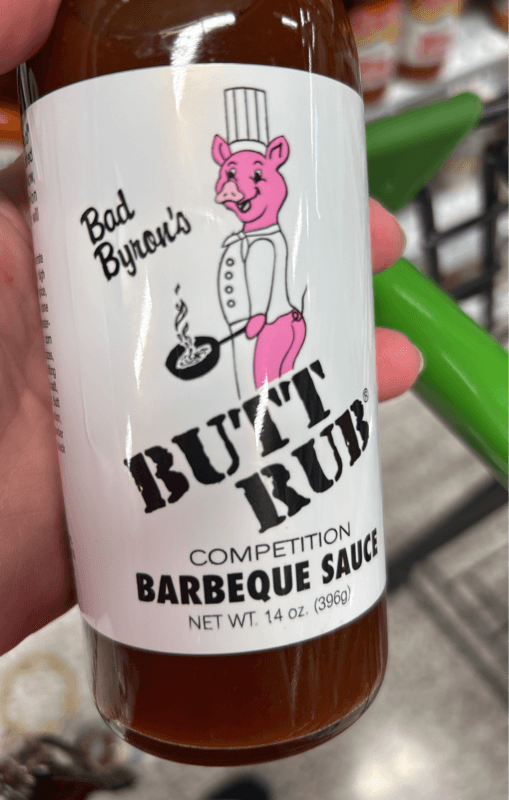 Bad
Byron's
BUTT
RUB®
COMPETITION
BARBEQUE SAUCE
NET WT. 14 oz. (396g)